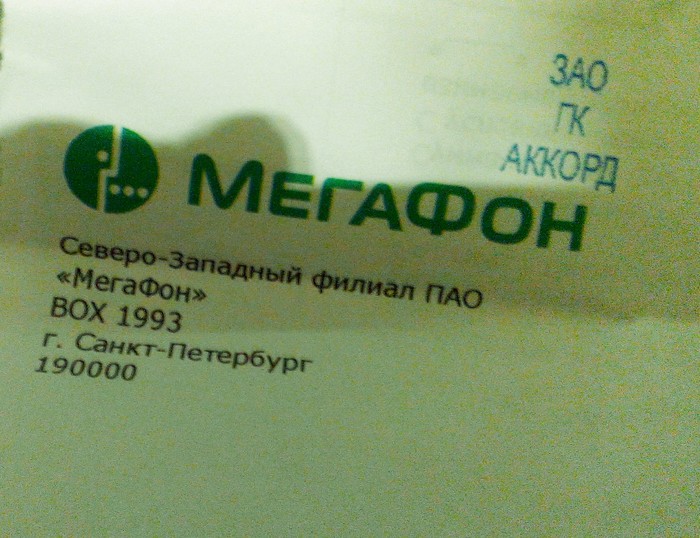 ЗАО
ГК
АККОРД
МЕГАФОН
Северо-Западный филиал ПАО
«МегаФон»
BOX 1993
г. Санкт-Петербург
190000